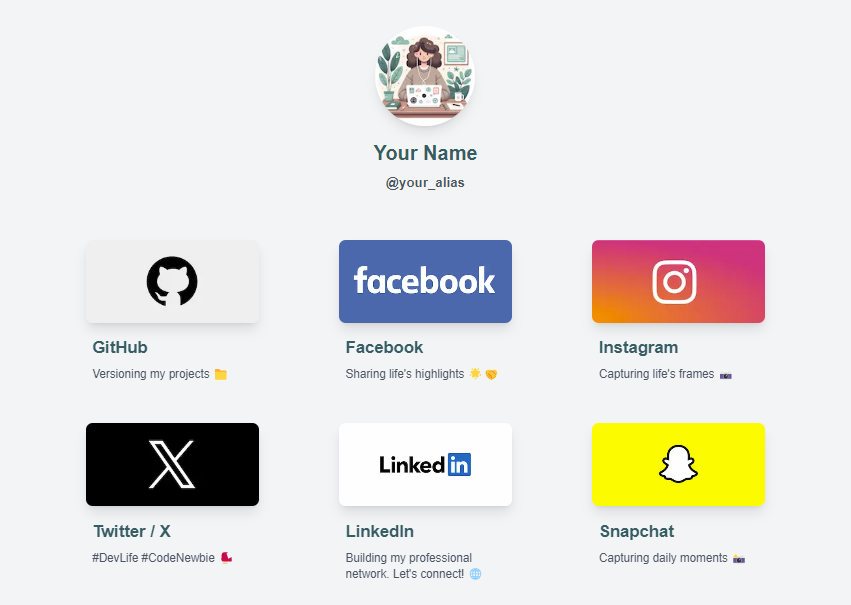 Your Name
@your_alias
facebook
GitHub
Facebook
Instagram
Versioning my projects 📁
Sharing life's highlights 🌟 🤝
Capturing life's frames 📷
Linked in
Twitter / X
LinkedIn
Snapchat
#DevLife #CodeNewbie
Building my professional
network. Let's connect! 🌐
Capturing daily moments 📸